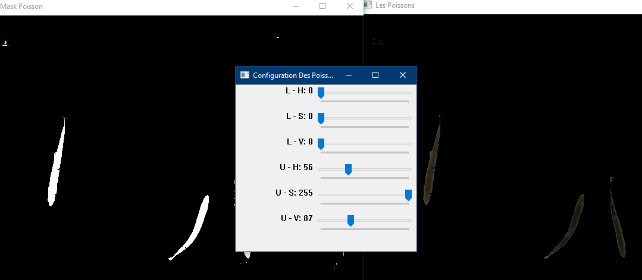 Mask Poisson
Les Poissons
Configuration Des Poiss...
L - H: 0
L - S: 0
L - V: 0
U - H: 56
U - S: 255
U - V: 87